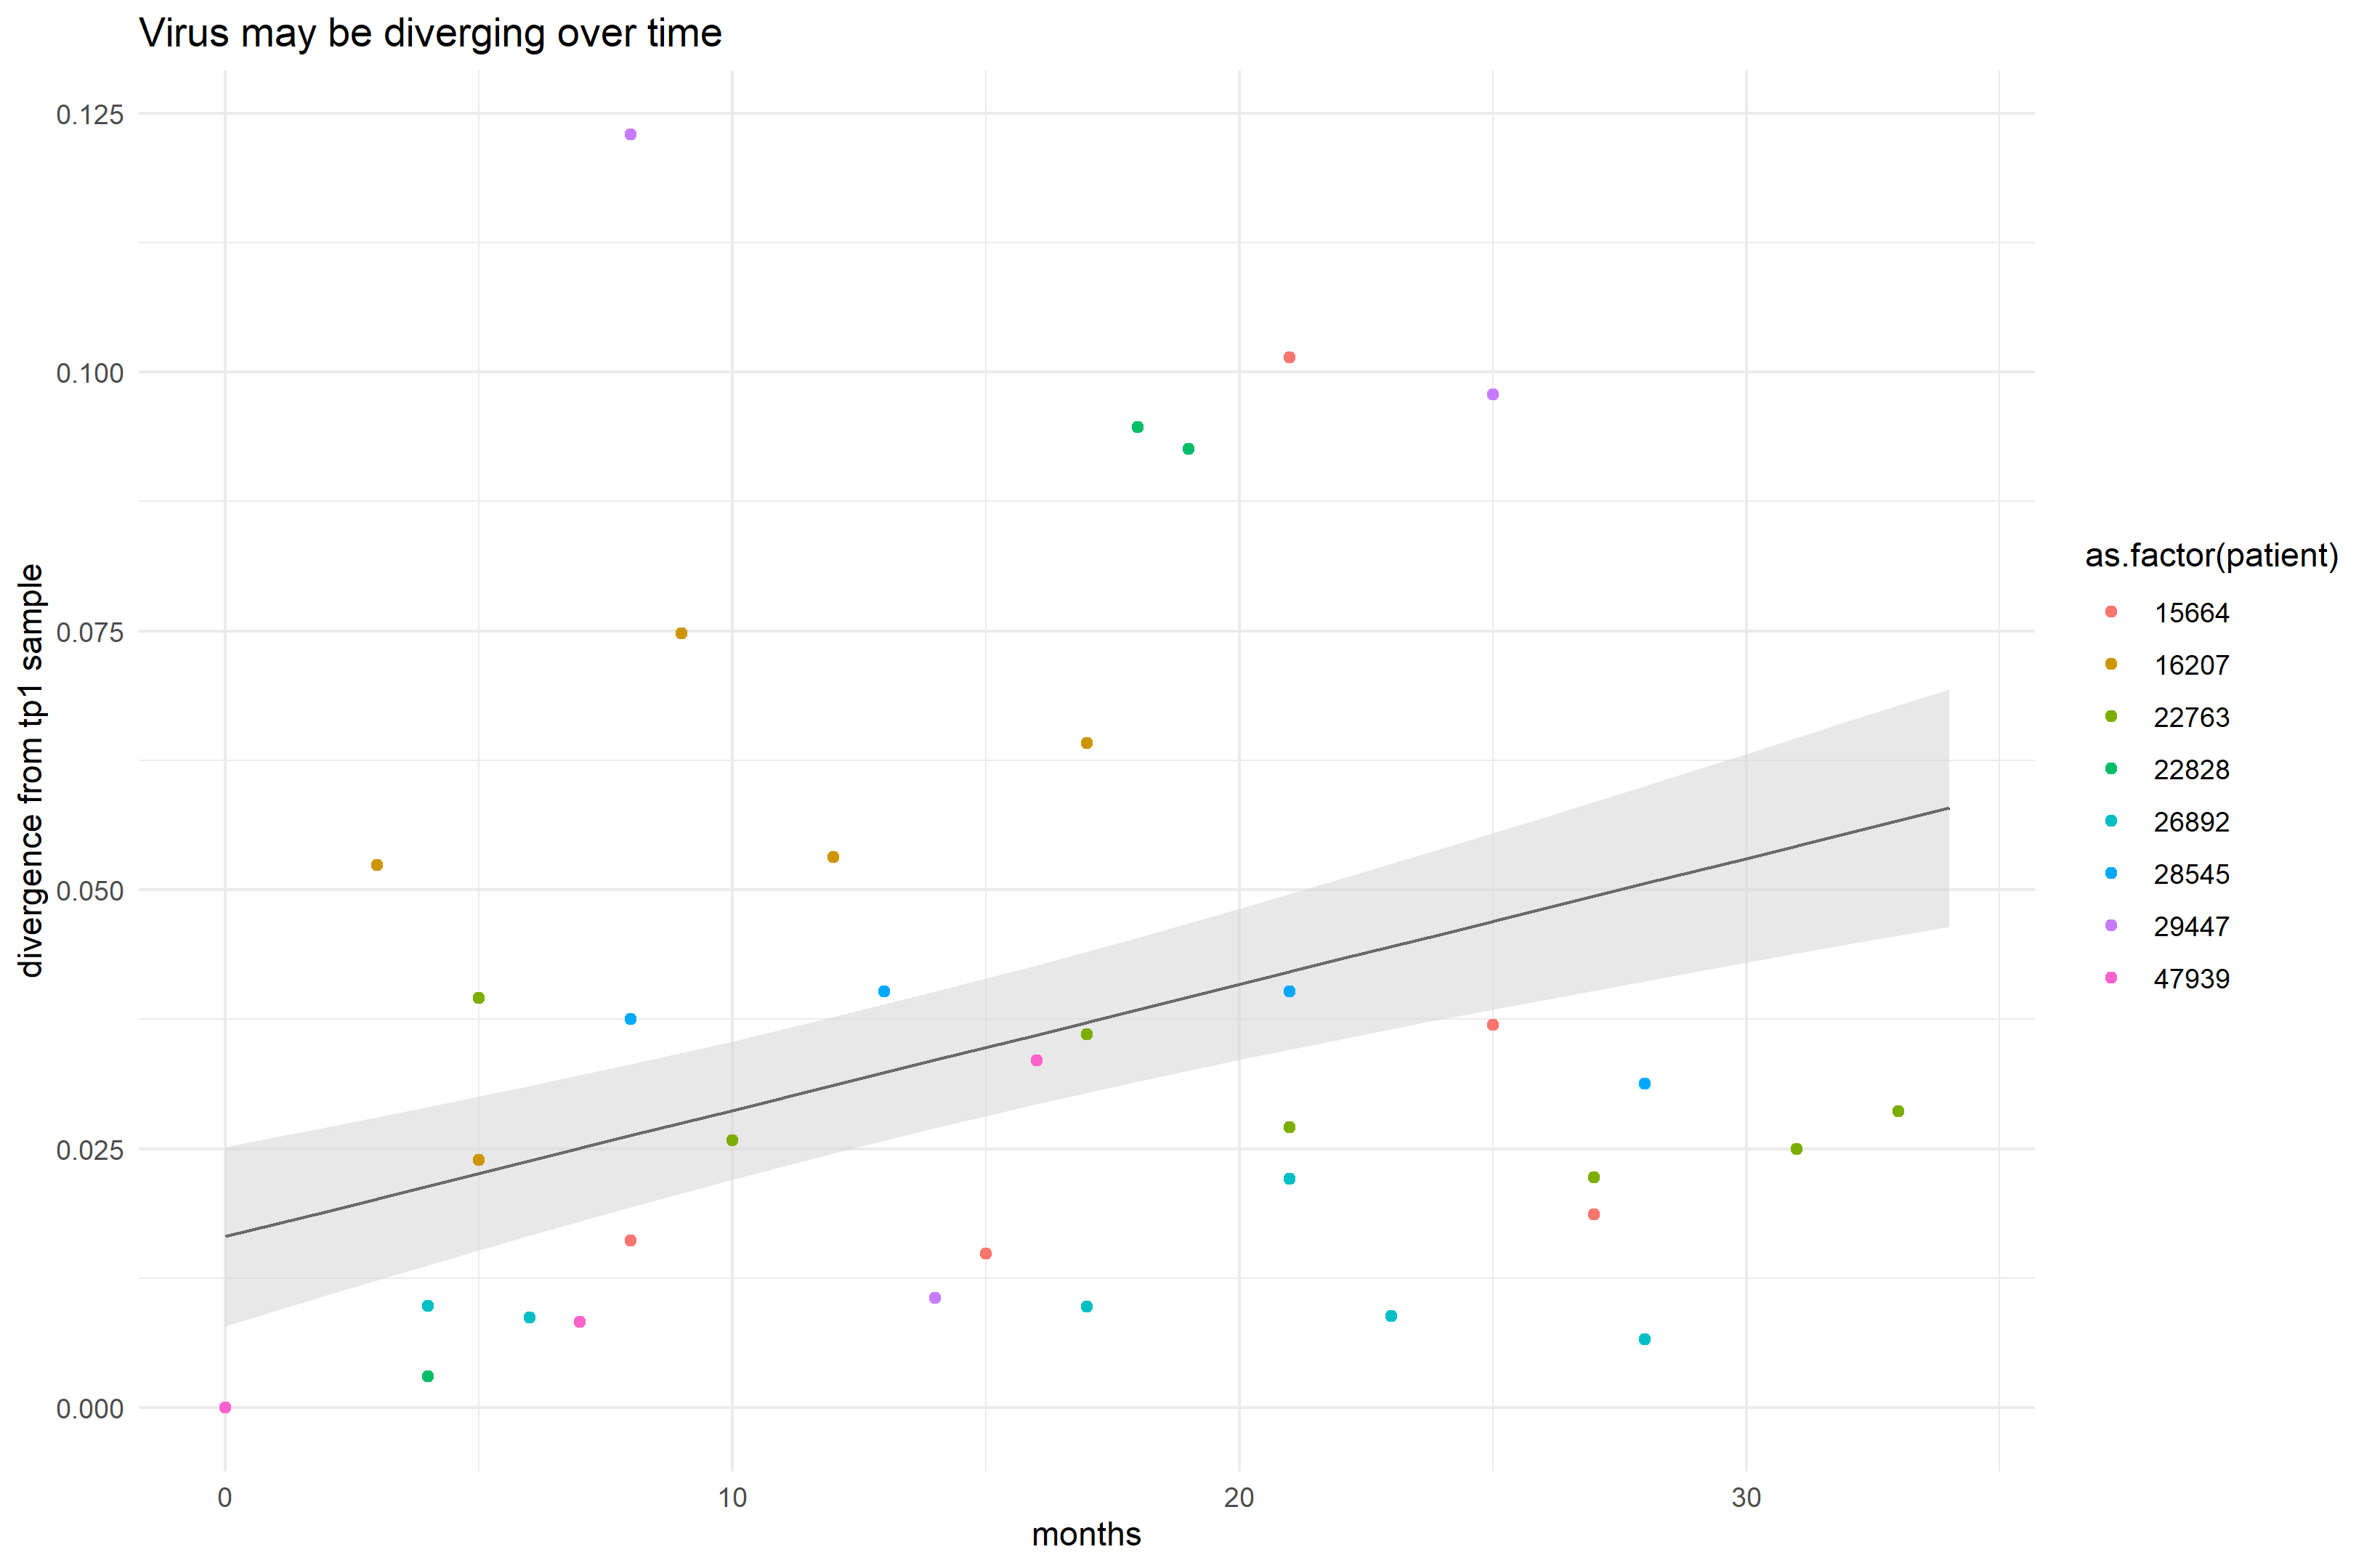 Virus may be diverging over time
0.125
0.100
0.075
0.050
0.025
0.000
divergence from tp1 sample
0 10 20 30
months
as.factor(patient)
15664
16207
22763
22828
26892
28545
29447
47939